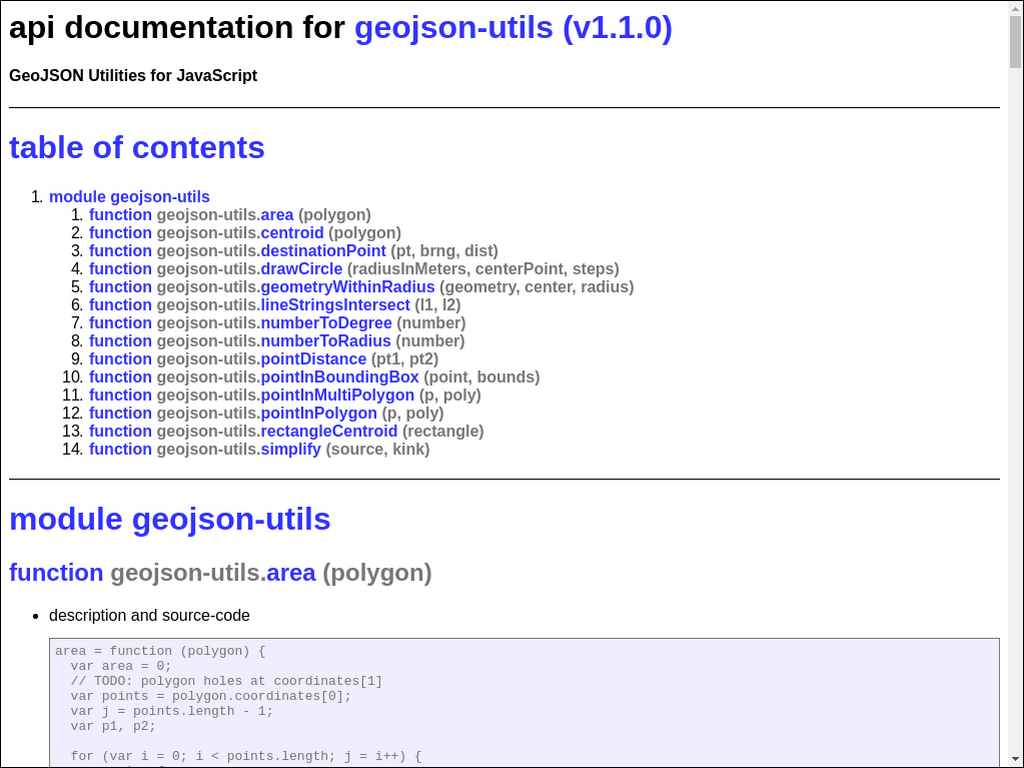 api documentation for geojson-utils (v1.1.0)
GeoJSON Utilities for JavaScript
table of contents
1. module geojson-utils
1. function geojson-utils.area (polygon)
2. function geojson-utils.centroid (polygon)
3. function geojson-utils.destinationPoint (pt, brng, dist)
4. function geojson-utils.drawCircle (radiusInMeters, centerPoint, steps)
5. function geojson-utils.geometryWithinRadius (geometry, center, radius)
6. function geojson-utils.lineStringsIntersect (l1, l2)
7. function geojson-utils.numberToDegree (number)
8. function geojson-utils.numberToRadius (number)
9. function geojson-utils.pointDistance (pt1, pt2)
10. function geojson-utils.pointInBoundingBox (point, bounds)
11. function geojson-utils.pointInMultiPolygon (p, poly)
12. function geojson-utils.pointInPolygon (p, poly)
13. function geojson-utils.rectangleCentroid (rectangle)
14. function geojson-utils.simplify (source, kink)
module geojson-utils
function geojson-utils.area (polygon)
• description and source-code
area = function (polygon) {
  var area = 0;
  // TODO: polygon holes at coordinates[1]
  var points = polygon.coordinates[0];
  var j = points.length - 1;
  var p1, p2;
  for (var i = 0; i < points.length; j = i++) {